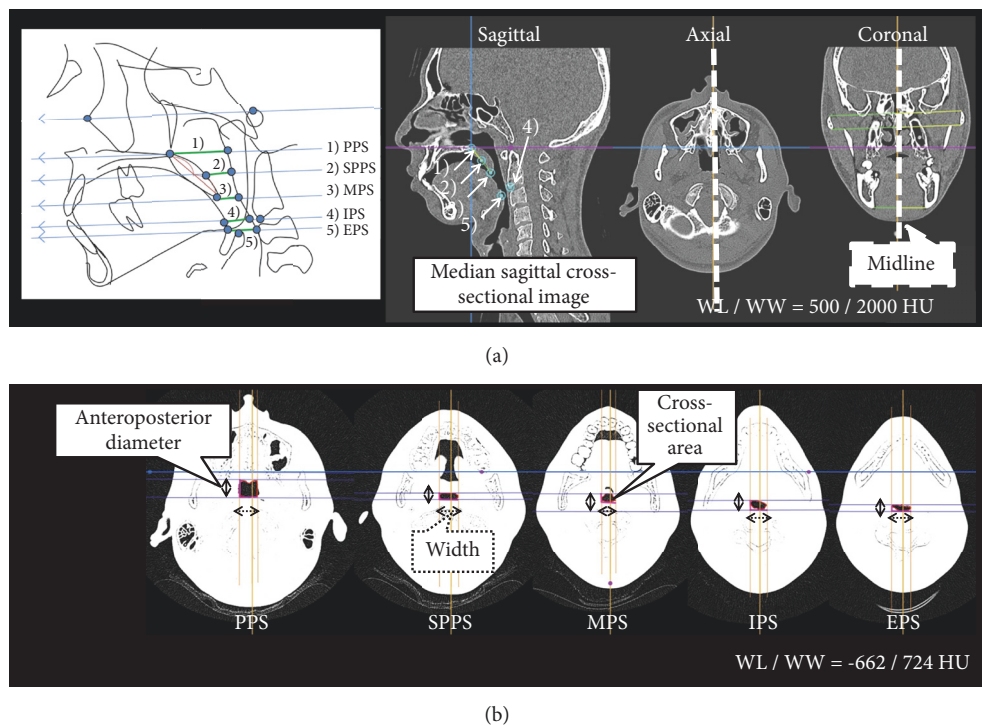 Sagittal
Axial
Coronal
1)
2)
3)
4)
5)
1) PPS
2) SPPS
3) MPS
4) IPS
5) EPS
1)
2)
4)
5)
Median sagittal cross-
sectional image
Midline
WL / WW = 500 / 2000 HU
(a)
Anteroposterior
diameter
Cross-
sectional
area
Width
PPS
SPPS
MPS
IPS
EPS
WL / WW = -662 / 724 HU
(b)